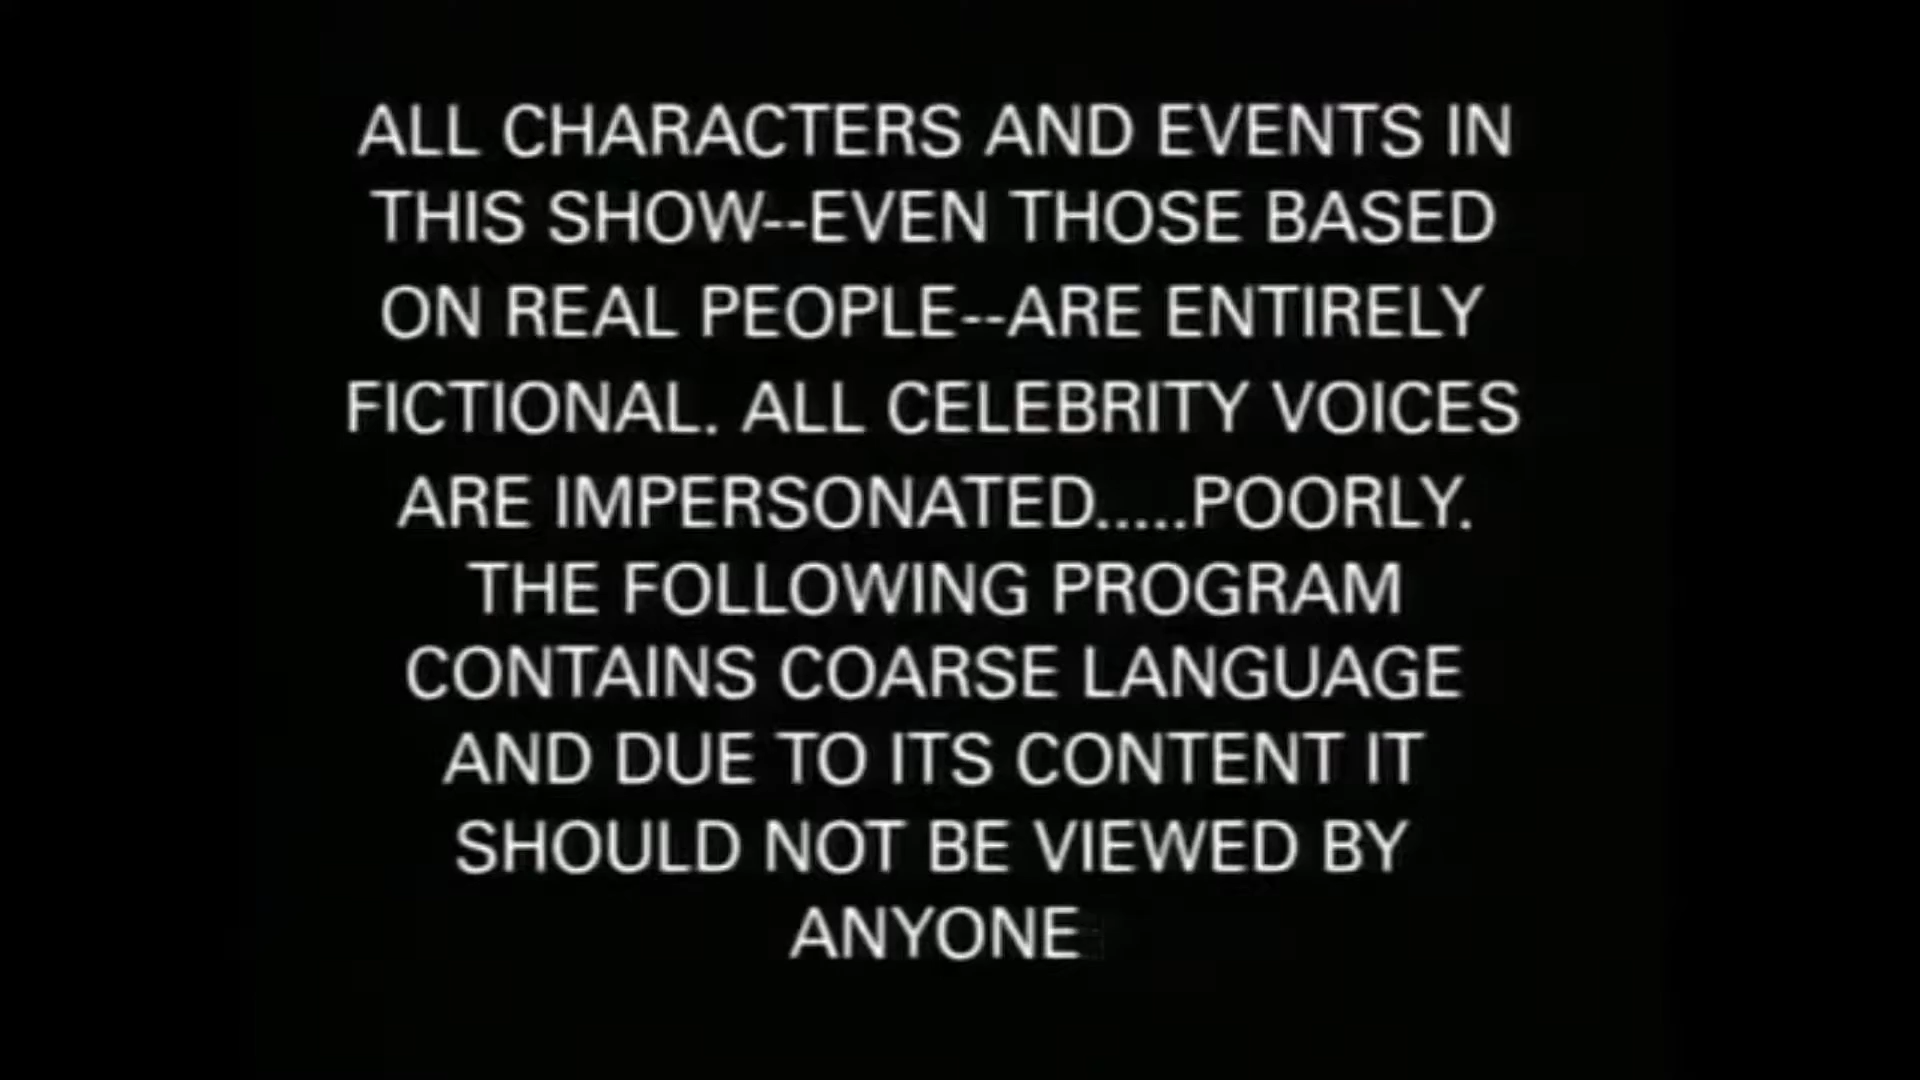 ALL CHARACTERS AND EVENTS IN
THIS SHOW--EVEN THOSE BASED
ON REAL PEOPLE--ARE ENTIRELY
FICTIONAL. ALL CELEBRITY VOICES
ARE IMPERSONATED.....POORLY.
THE FOLLOWING PROGRAM
CONTAINS COARSE LANGUAGE
AND DUE TO ITS CONTENT IT
SHOULD NOT BE VIEWED BY
ANYONE